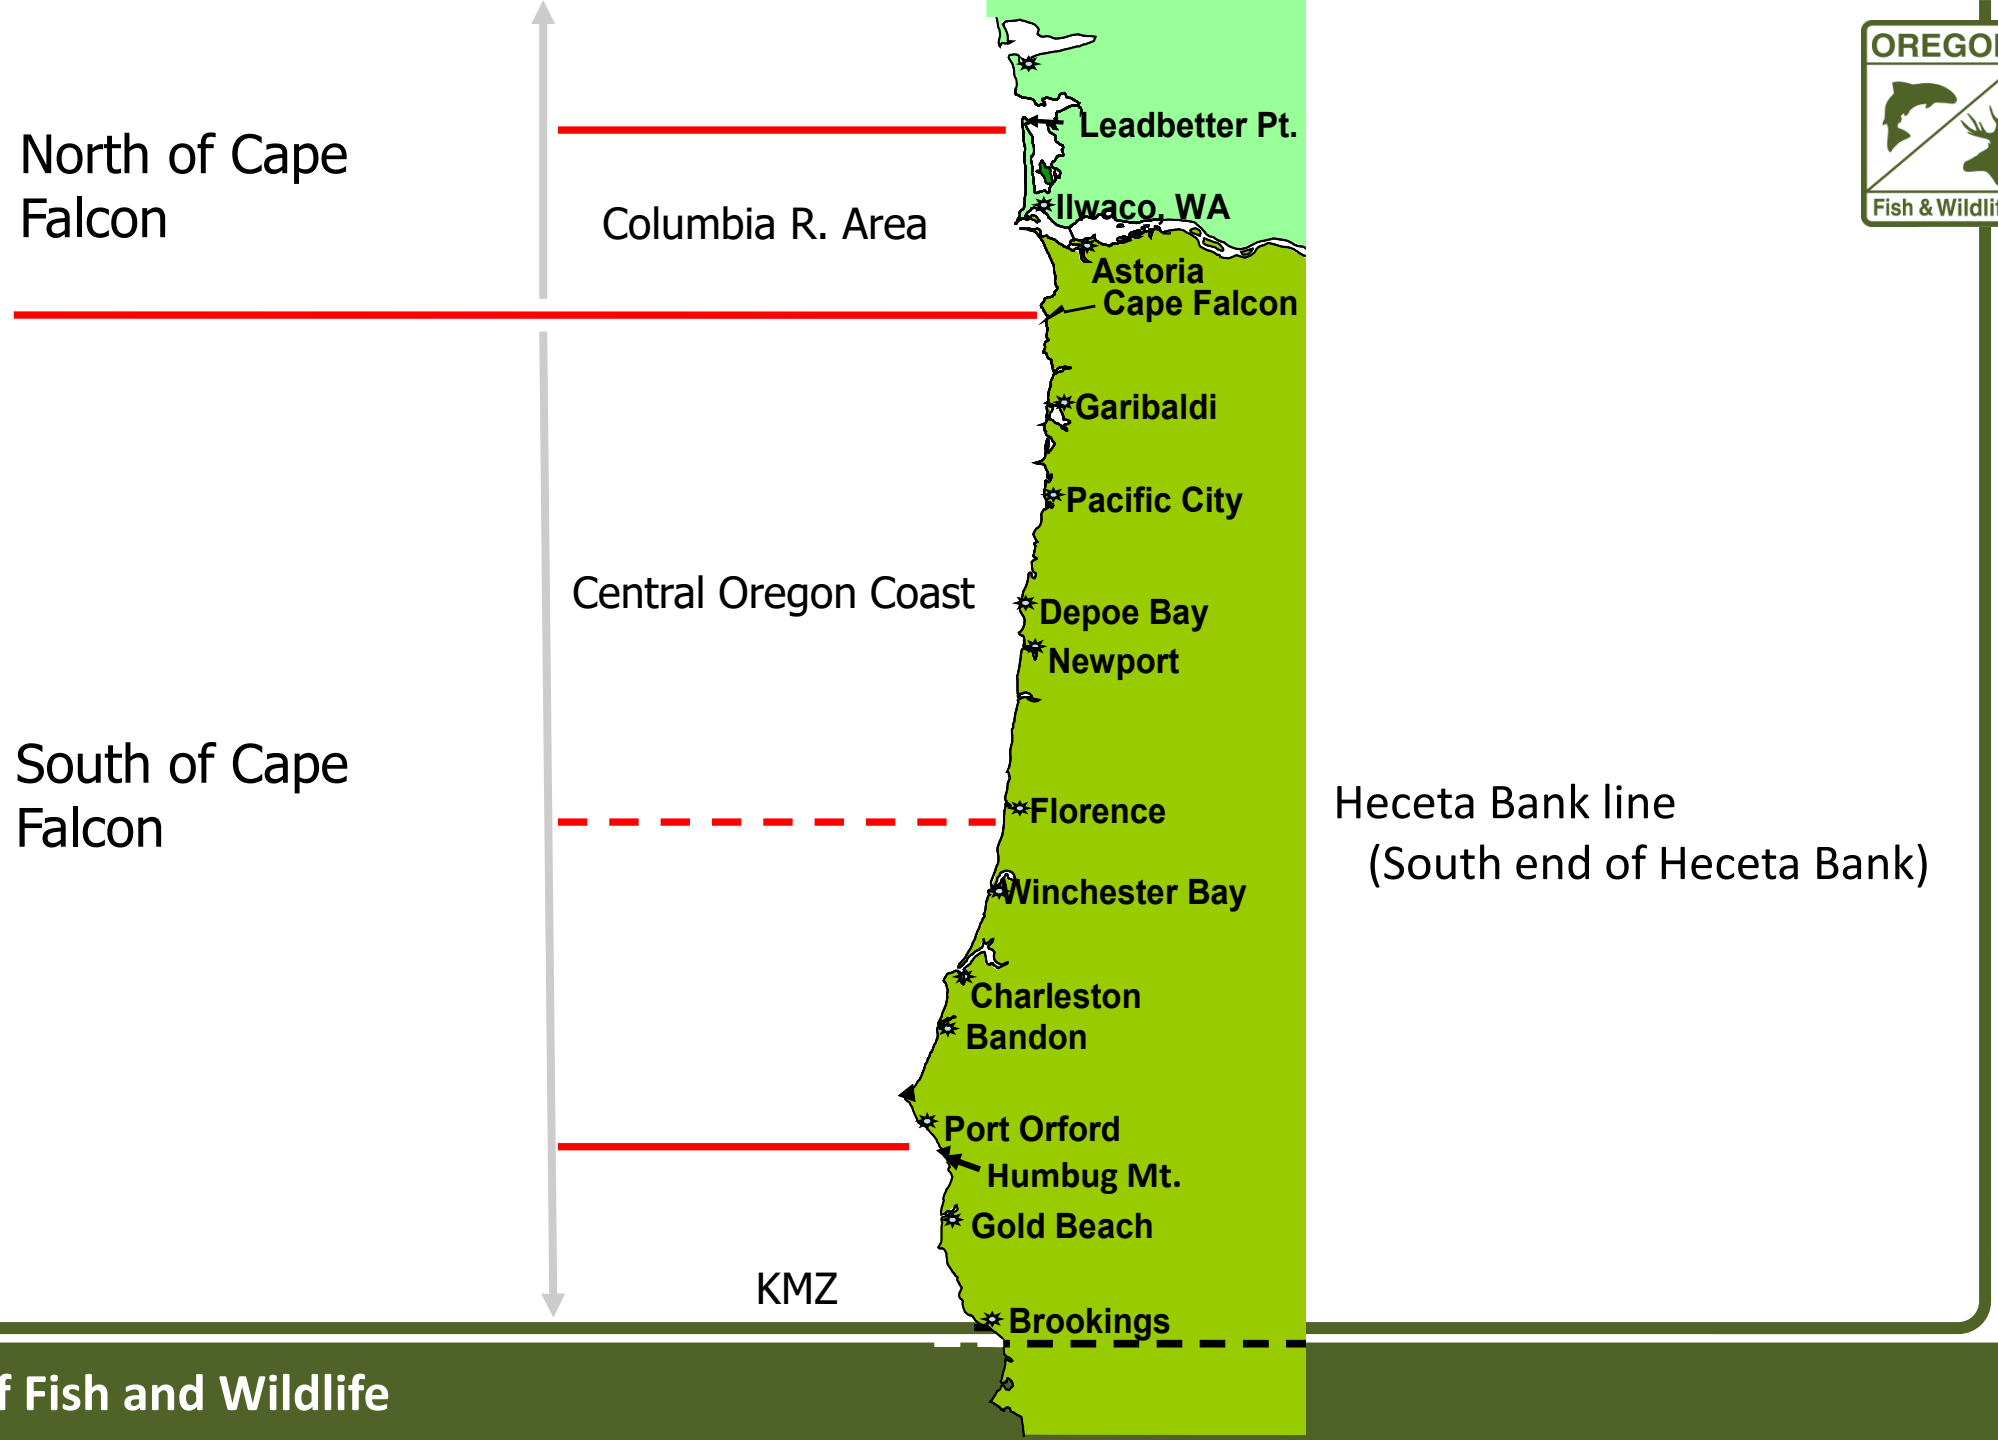 OREGO
Fish & Wildli
North of Cape
Falcon
Columbia R. Area
Leadbetter Pt.
Ilwaco, WA
Astoria
Cape Falcon
Garibaldi
Pacific City
Central Oregon Coast
Depoe Bay
Newport
South of Cape
Falcon
Florence
Heceta Bank line
(South end of Heceta Bank)
Winchester Bay
Charleston
Bandon
Port Orford
Humbug Mt.
Gold Beach
KMZ
Brookings
f Fish and Wildlife